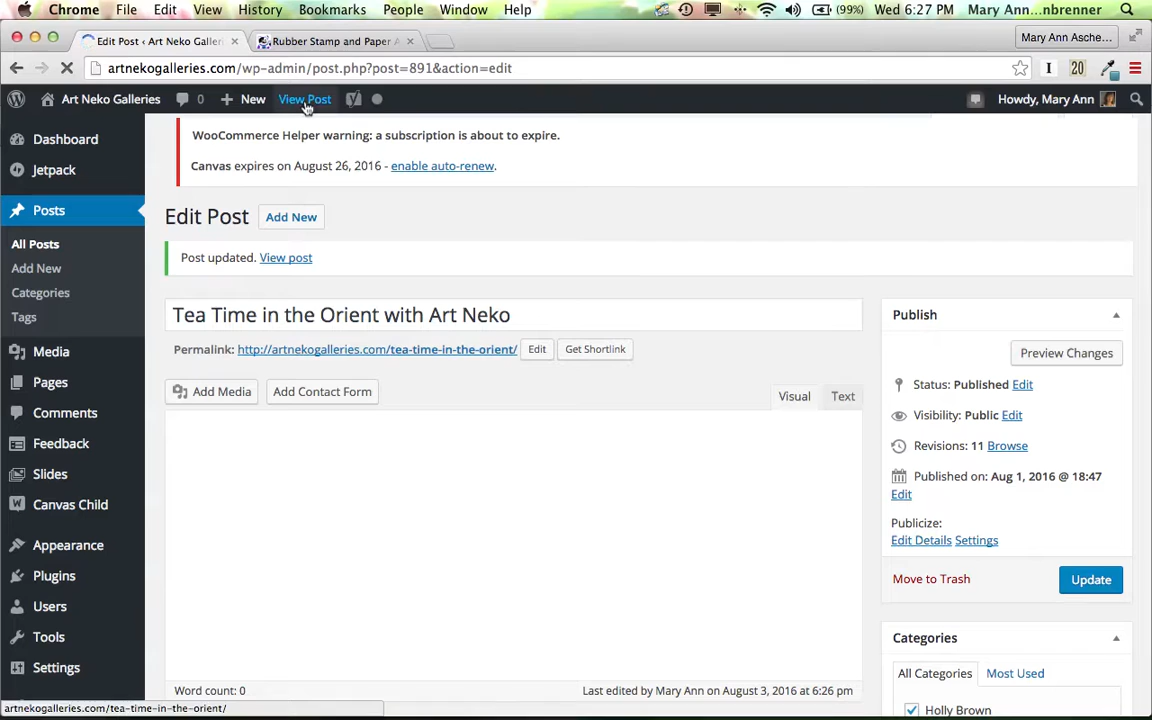 Chrome File Edit View History Bookmarks People Window Help (99%) Wed 6:27 PM Mary Ann...nbrenner
Edit Post ‹ Art Neko Galleri × Rubber Stamp and Paper A × Mary Ann Asche...
artnekogalleries.com/wp-admin/post.php?post=891&action=edit 20
Art Neko Galleries 0 + New View Post Howdy, Mary Ann
WooCommerce Helper warning: a subscription is about to expire.
Canvas expires on August 26, 2016 - enable auto-renew.
Dashboard
Jetpack
Posts
All Posts
Add New
Categories
Tags
Media
Pages
Comments
Feedback
Slides
Canvas Child
Appearance
Plugins
Users
Tools
Settings
Edit Post Add New
Post updated. View post
Tea Time in the Orient with Art Neko
Permalink: http://artnekogalleries.com/tea-time-in-the-orient/ Edit Get Shortlink
Add Media Add Contact Form Visual Text
Word count: 0 Last edited by Mary Ann on August 3, 2016 at 6:26 pm
Publish
Preview Changes
Status: Published Edit
Visibility: Public Edit
Revisions: 11 Browse
Published on: Aug 1, 2016 @ 18:47
Edit
Publicize:
Edit Details Settings
Move to Trash Update
Categories
All Categories Most Used
Holly Brown
artnekogalleries.com/tea-time-in-the-orient/